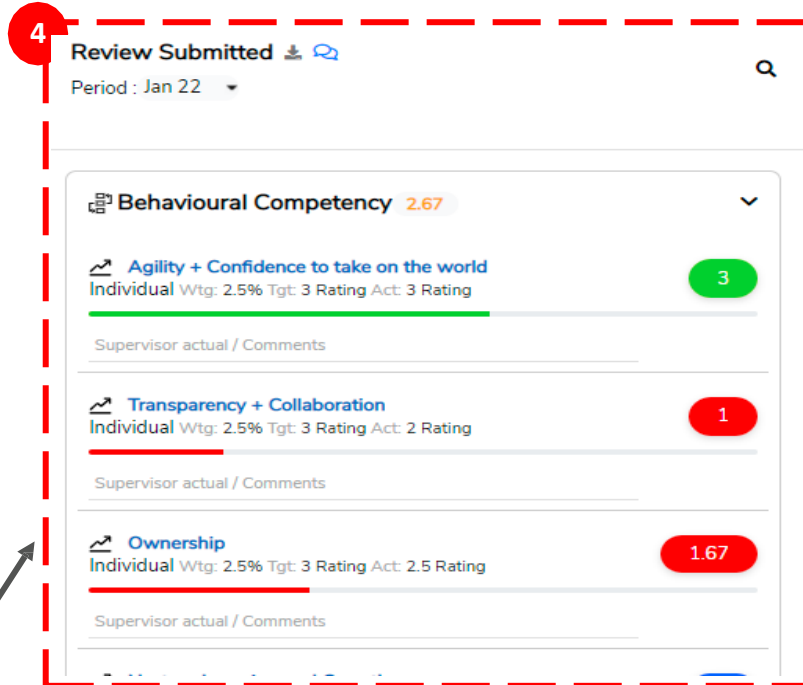 4
Review Submitted
Period : Jan 22
Behavioural Competency 2.67
Agility + Confidence to take on the world
Individual Wtg: 2.5% Tgt: 3 Rating Act: 3 Rating
3
Supervisor actual / Comments
Transparency + Collaboration
Individual Wtg: 2.5% Tgt: 3 Rating Act: 2 Rating
1
Supervisor actual / Comments
Ownership
Individual Wtg: 2.5% Tgt: 3 Rating Act: 2.5 Rating
1.67
Supervisor actual / Comments